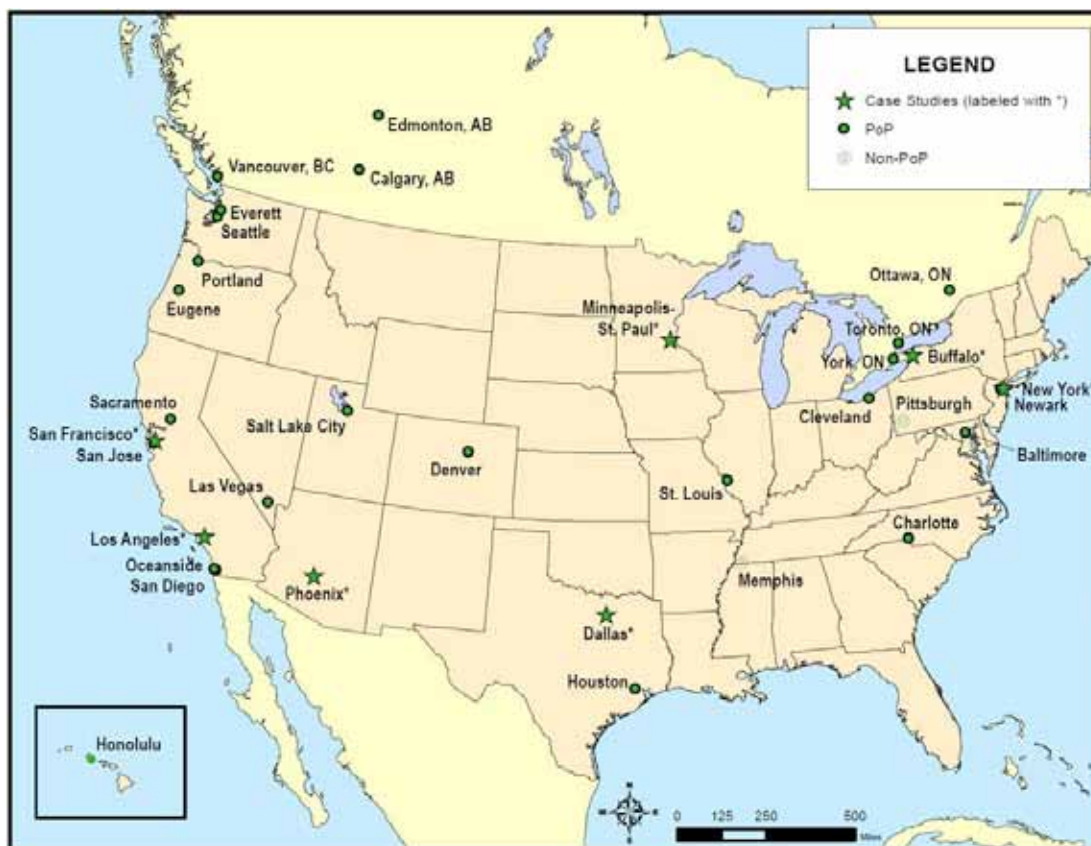 LEGEND
Case Studies (labeled with *)
PoP
Non-PoP
Edmonton, AB
Vancouver, BC
Calgary, AB
Everett
Seattle
Portland
Eugene
Ottawa, ON
Minneapolis-
St. Paul*
Toronto, ON*
York, ON
Buffalo*
Sacramento
Salt Lake City
Cleveland
Pittsburgh
*New York
Newark
San Francisco*
San Jose
Denver
Baltimore
Las Vegas
St. Louis
Charlotte
Los Angeles*
Oceanside
San Diego
Phoenix*
Memphis
Dallas*
Houston
Honolulu
N
W E
S
0 125 250 500
Miles